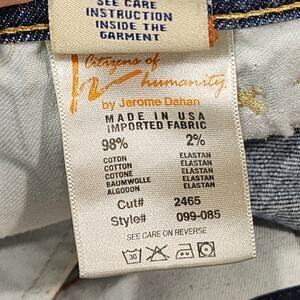 SEE CARE
INSTRUCTION
INSIDE THE
GARMENT
Citizens of
humanity
by Jerome Dahan
MADE IN USA
IMPORTED FABRIC
98% 2%
COTON ELASTAN
COTTON ELASTAN
COTONE ELASTAN
BAUMWOLLE ELASTAN
ALGODON ELASTAN
Cut# 2465
Style# 099-085
SEE CARE ON REVERSE
30